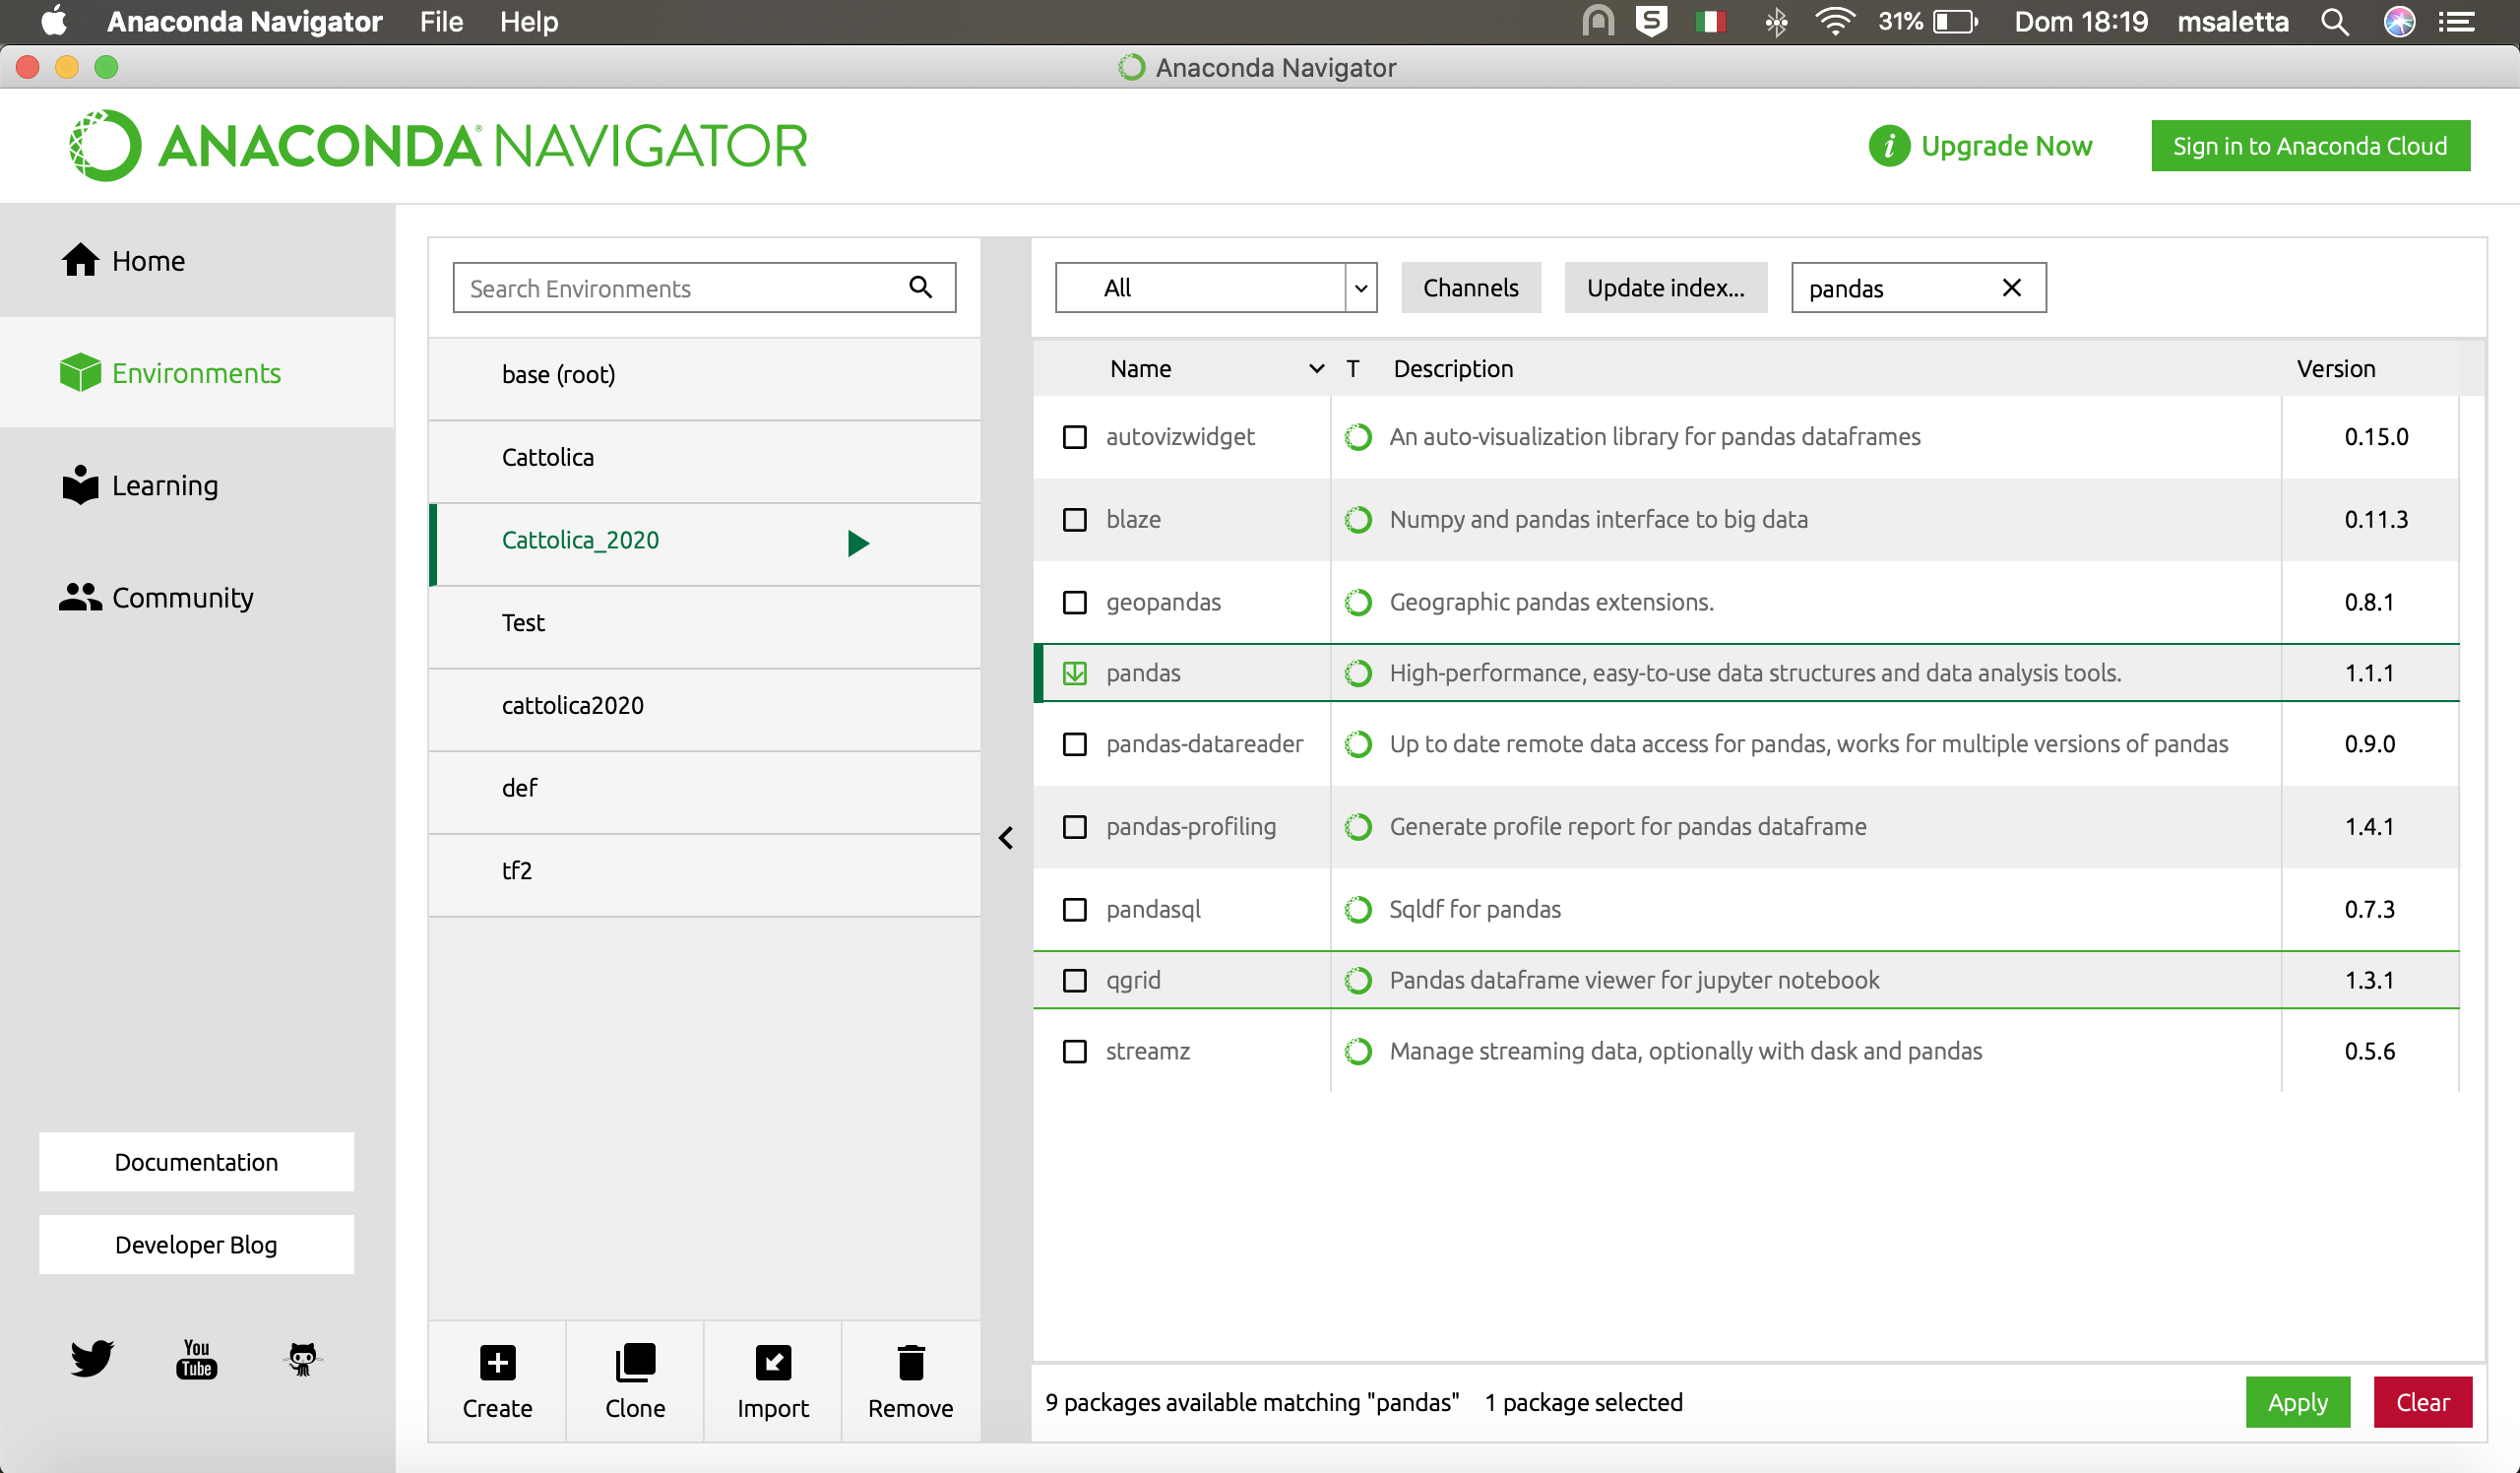 Anaconda Navigator File Help 31% Dom 18:19 msaletta
Anaconda Navigator
ANACONDA® NAVIGATOR
Upgrade Now
Sign in to Anaconda Cloud
Home
Environments
Learning
Community
Documentation
Developer Blog
You
Tube
Search Environments
base (root)
Cattolica
Cattolica_2020
Test
cattolica2020
def
tf2
Create Clone Import Remove
All Channels Update index... pandas
Name T Description Version
autovizwidget An auto-visualization library for pandas dataframes 0.15.0
blaze Numpy and pandas interface to big data 0.11.3
geopandas Geographic pandas extensions. 0.8.1
pandas High-performance, easy-to-use data structures and data analysis tools. 1.1.1
pandas-datareader Up to date remote data access for pandas, works for multiple versions of pandas 0.9.0
pandas-profiling Generate profile report for pandas dataframe 1.4.1
pandasql Sqldf for pandas 0.7.3
qgrid Pandas dataframe viewer for jupyter notebook 1.3.1
streamz Manage streaming data, optionally with dask and pandas 0.5.6
9 packages available matching "pandas" 1 package selected
Apply Clear